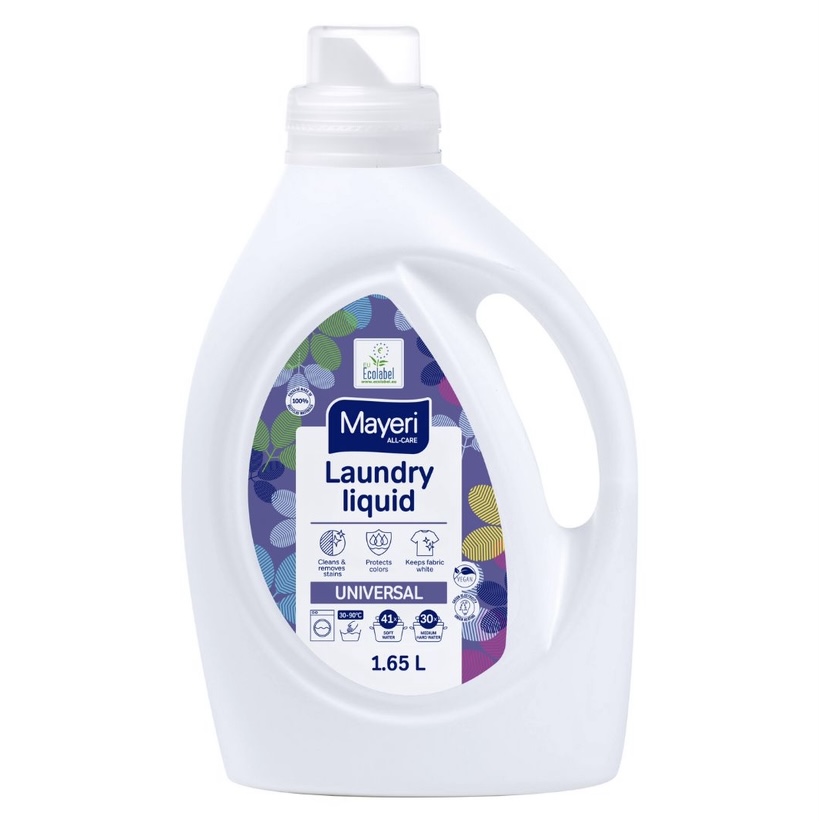 EU
Ecolabel
www.ecolabel.eu
100%
Mayeri
ALL-CARE
Laundry
liquid
Cleans &
removes
stains
Protects
colors
Keeps fabric
white
UNIVERSAL
30-90°C
41x
SOFT
WATER
30x
MEDIUM
HARD WATER
VEGAN
1.65 L